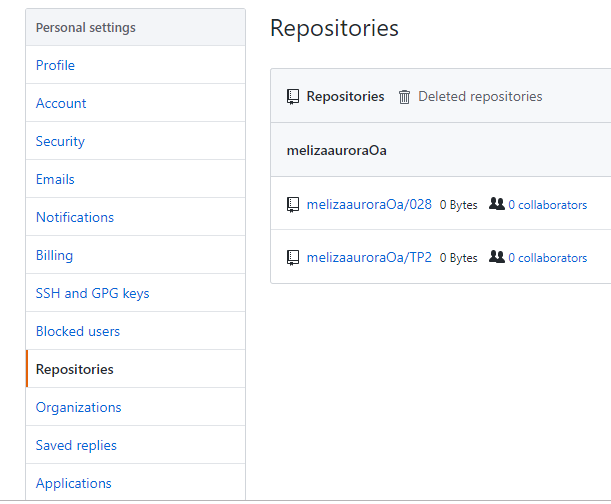 Personal settings
Profile
Account
Security
Emails
Notifications
Billing
SSH and GPG keys
Blocked users
Repositories
Organizations
Saved replies
Applications
Repositories
Repositories Deleted repositories
melizaauroraOa
melizaauroraOa/028 0 Bytes 0 collaborators
melizaauroraOa/TP2 0 Bytes 0 collaborators